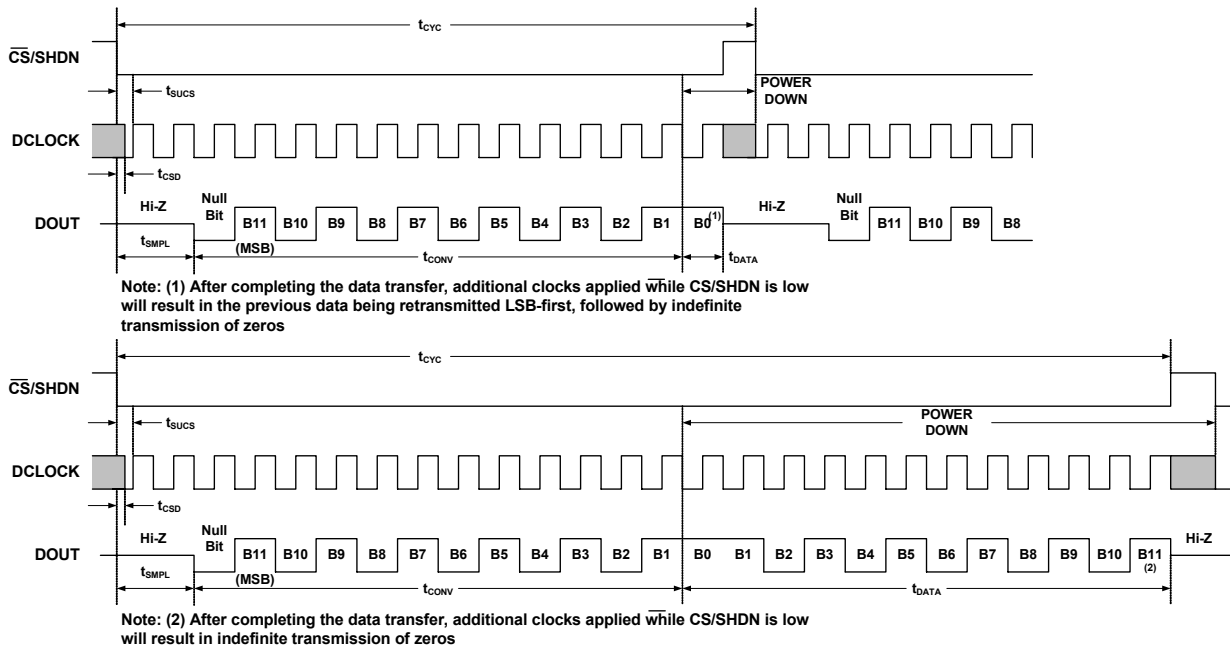 tCYC
CS/SHDN
POWER
DOWN
tSUCS
DCLOCK
tCSD
Hi-Z
Null
Bit
B11
B10
B9
B8
B7
B6
B5
B4
B3
B2
B1
B0(1)
Hi-Z
Null
Bit
B11
B10
B9
B8
DOUT
tSMPL
(MSB)
tCONV
tDATA
Note: (1) After completing the data transfer, additional clocks applied while CS/SHDN is low
will result in the previous data being retransmitted LSB-first, followed by indefinite
transmission of zeros
tCYC
CS/SHDN
POWER
DOWN
tSUCS
DCLOCK
tCSD
Hi-Z
Null
Bit
B11
B10
B9
B8
B7
B6
B5
B4
B3
B2
B1
B0
B1
B2
B3
B4
B5
B6
B7
B8
B9
B10
B11
(2)
Hi-Z
DOUT
tSMPL
(MSB)
tCONV
tDATA
Note: (2) After completing the data transfer, additional clocks applied while CS/SHDN is low
will result in indefinite transmission of zeros